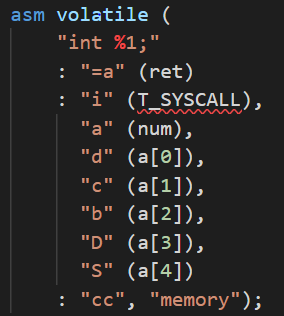 asm volatile (
    "int %1;"
    : "=a" (ret)
    : "i" (T_SYSCALL),
      "a" (num),
      "d" (a[0]),
      "c" (a[1]),
      "b" (a[2]),
      "D" (a[3]),
      "S" (a[4])
    : "cc", "memory");